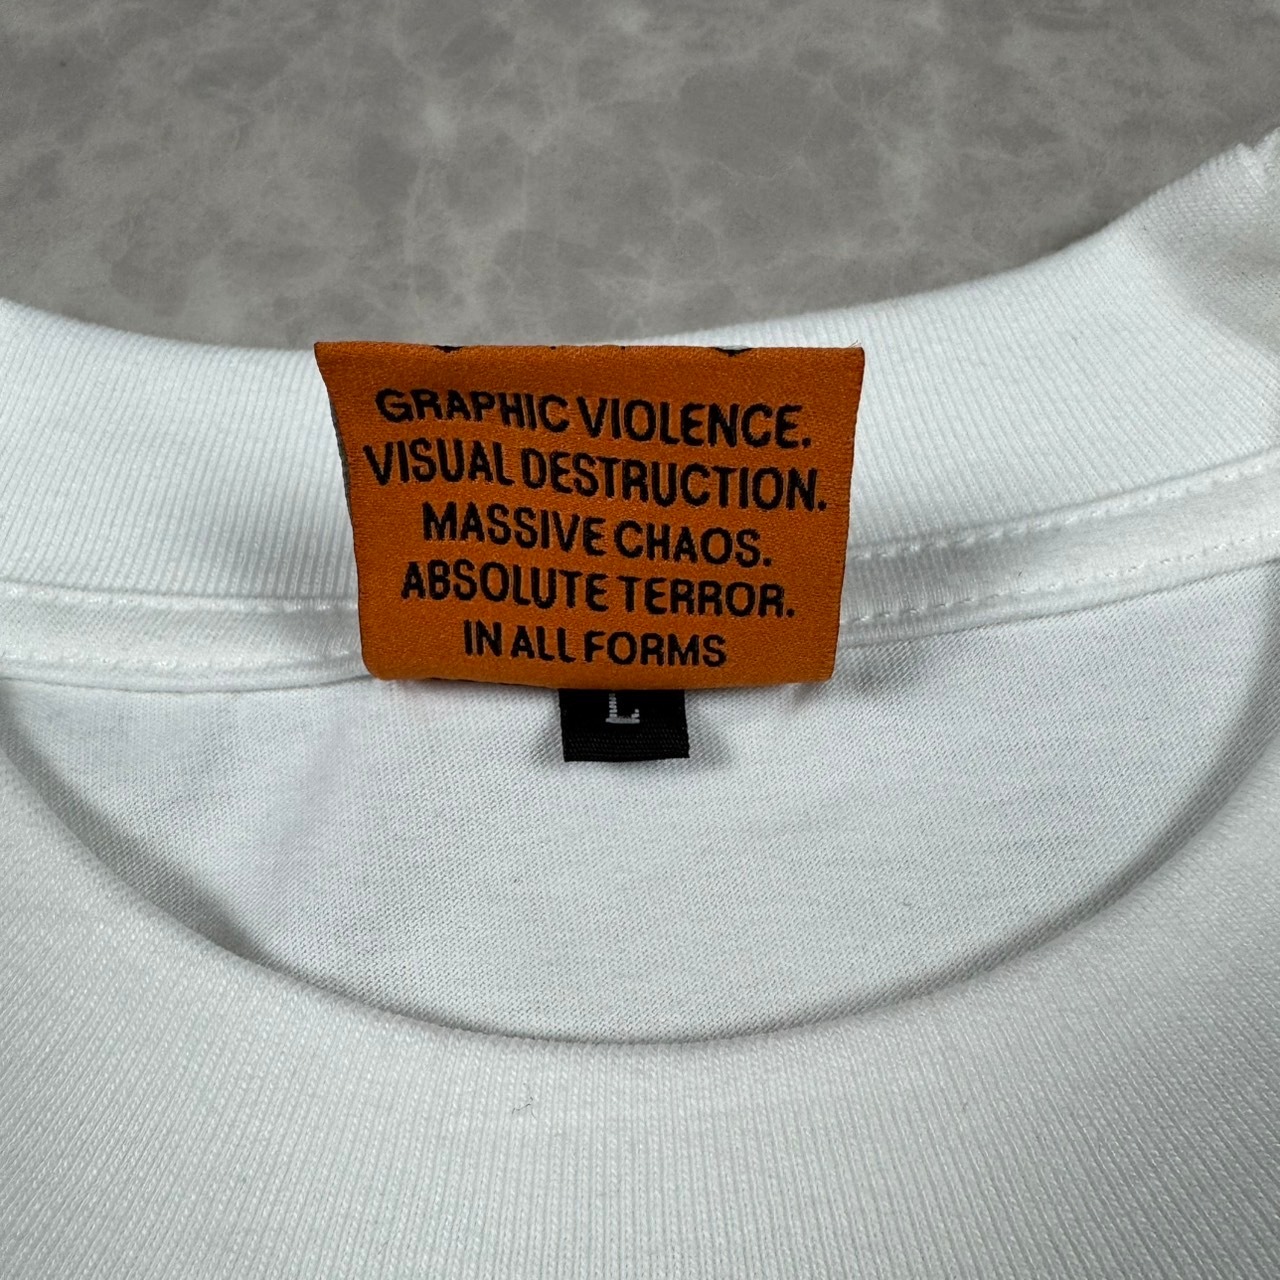 GRAPHIC VIOLENCE.
VISUAL DESTRUCTION.
MASSIVE CHAOS.
ABSOLUTE TERROR.
IN ALL FORMS
L